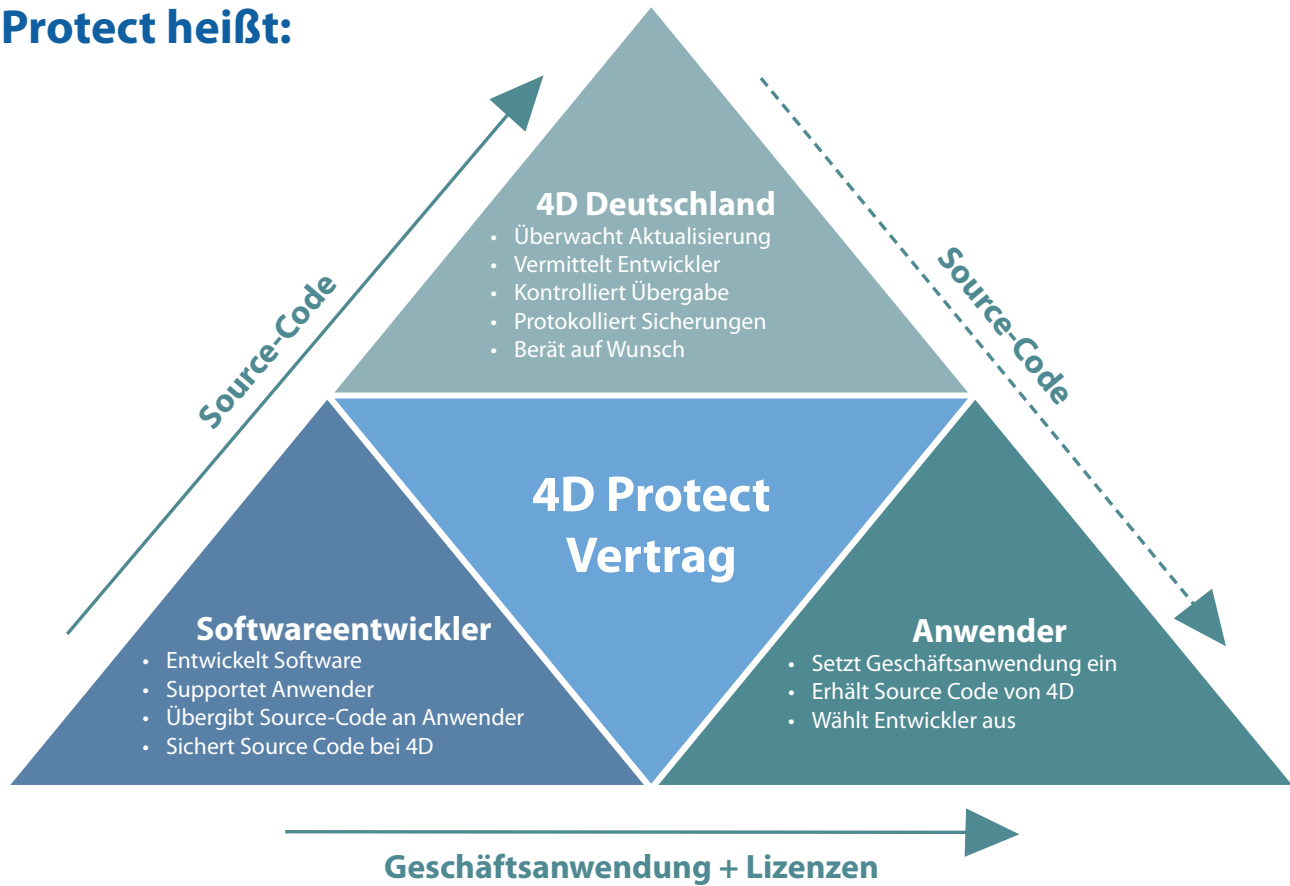 Protect heißt:
4D Deutschland
• Überwacht Aktualisierung
• Vermittelt Entwickler
• Kontrolliert Übergabe
• Protokolliert Sicherungen
• Berät auf Wunsch
Source-Code
Source-Code
4D Protect
Vertrag
Softwareentwickler
• Entwickelt Software
• Supportet Anwender
• Übergibt Source-Code an Anwender
• Sichert Source Code bei 4D
Anwender
• Setzt Geschäftsanwendung ein
• Erhält Source Code von 4D
• Wählt Entwickler aus
Geschäftsanwendung + Lizenzen